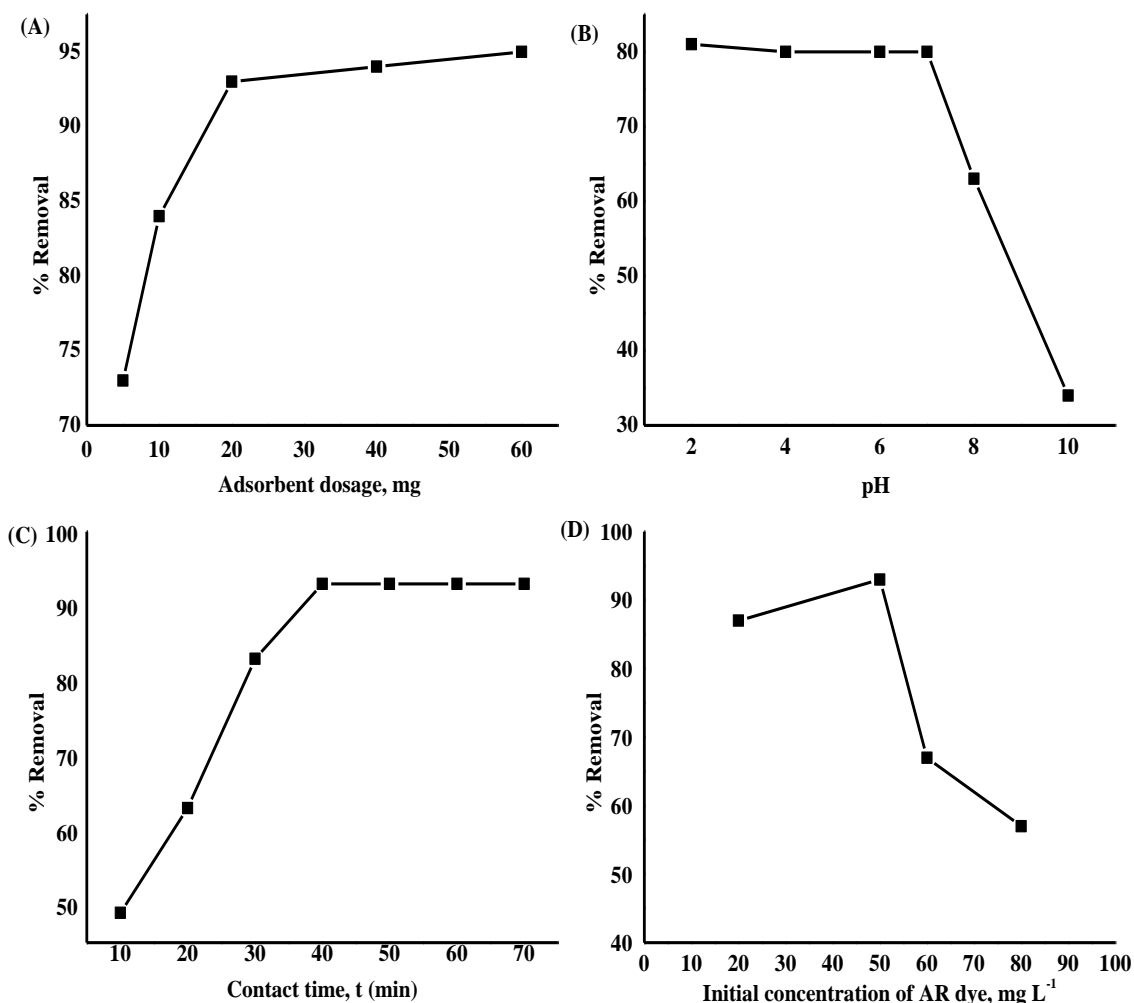 (A)
95
90
85
80
75
70
% Removal
0 10 20 30 40 50 60
Adsorbent dosage, mg
(B)
80
70
60
50
40
30
% Removal
2 4 6 8 10
pH
(C)
100
90
80
70
60
50
% Removal
10 20 30 40 50 60 70
Contact time, t (min)
(D)
100
90
80
70
60
50
40
% Removal
0 10 20 30 40 50 60 70 80 90 100
Initial concentration of AR dye, mg L⁻¹